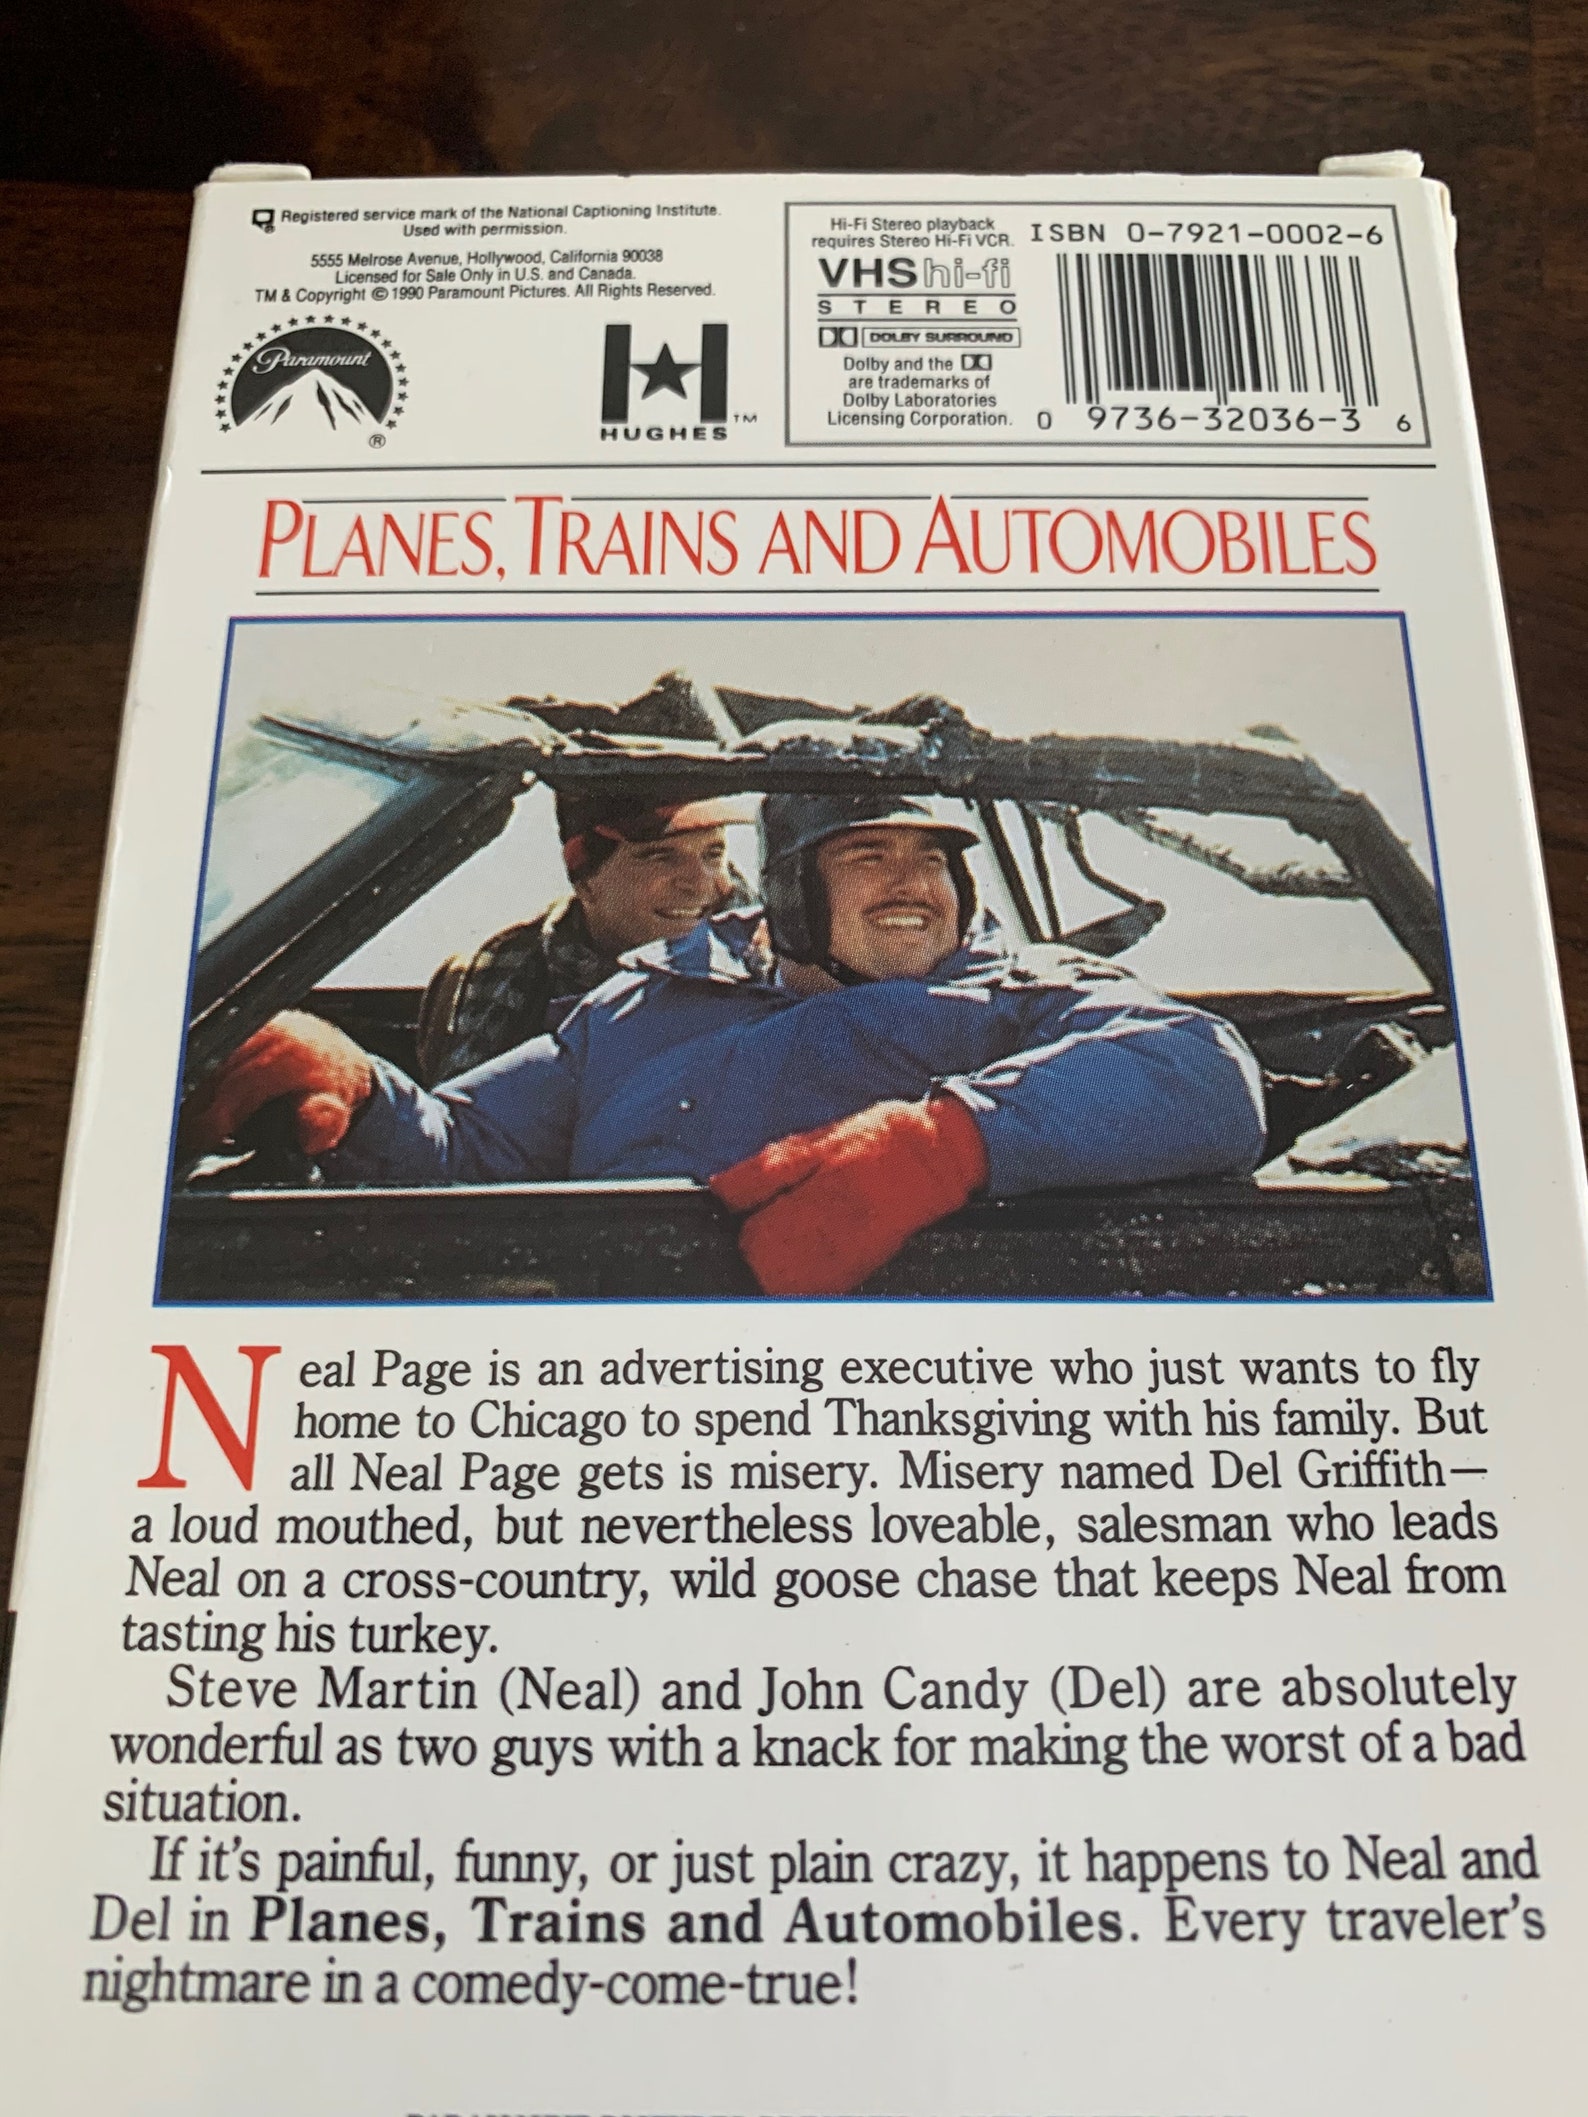 Registered service mark of the National Captioning Institute.
Used with permission.
5555 Melrose Avenue, Hollywood, California 90038
Licensed for Sale Only in U.S. and Canada.
TM & Copyright © 1990 Paramount Pictures. All Rights Reserved.
Paramount
®
HUGHES
TM
Hi-Fi Stereo playback
requires Stereo Hi-Fi VCR.
VHS hi-fi
STEREO
DOLBY SURROUND
Dolby and the
are trademarks of
Dolby Laboratories
Licensing Corporation.
ISBN 0-7921-0002-6
0 9736-32036-3 6
PLANES, TRAINS AND AUTOMOBILES
Neal Page is an advertising executive who just wants to fly
home to Chicago to spend Thanksgiving with his family. But
all Neal Page gets is misery. Misery named Del Griffith—
a loud mouthed, but nevertheless loveable, salesman who leads
Neal on a cross-country, wild goose chase that keeps Neal from
tasting his turkey.
Steve Martin (Neal) and John Candy (Del) are absolutely
wonderful as two guys with a knack for making the worst of a bad
situation.
If it's painful, funny, or just plain crazy, it happens to Neal and
Del in Planes, Trains and Automobiles. Every traveler's
nightmare in a comedy-come-true!